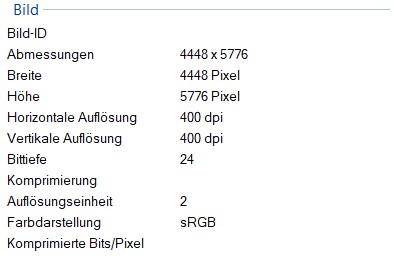 Bild
Bild-ID
Abmessungen 4448 x 5776
Breite 4448 Pixel
Höhe 5776 Pixel
Horizontale Auflösung 400 dpi
Vertikale Auflösung 400 dpi
Bittiefe 24
Komprimierung
Auflösungseinheit 2
Farbdarstellung sRGB
Komprimierte Bits/Pixel